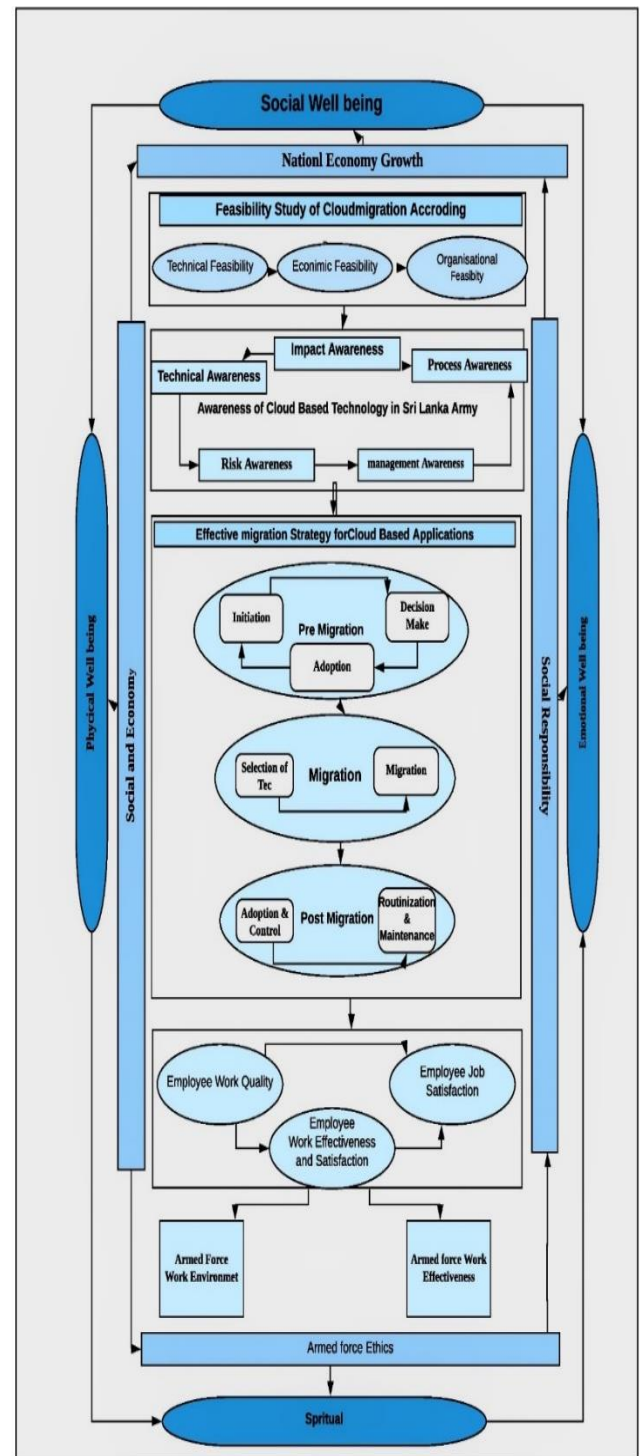 Social Well being
Nationl Economy Growth
Feasibility Study of Cloudmigration Accroding
Technical Feasibility
Econimic Feasibility
Organisational
Feasibity
Impact Awareness
Technical Awareness
Process Awareness
Awareness of Cloud Based Technology in Sri Lanka Army
Risk Awareness
management Awareness
Effective migration Strategy forCloud Based Applications
Initiation
Decision
Make
Pre Migration
Adoption
Selection of
Tec
Migration
Migration
Adoption &
Control
Post Migration
Routinization
&
Maintenance
Phycical Well being
Social and Economy
Social Responsibility
Emotional Well being
Employee Work Quality
Employee Job
Satisfaction
Employee
Work Effectiveness
and Satisfaction
Armed Force
Work Environmet
Armed force Work
Effectiveness
Armed force Ethics
Spritual